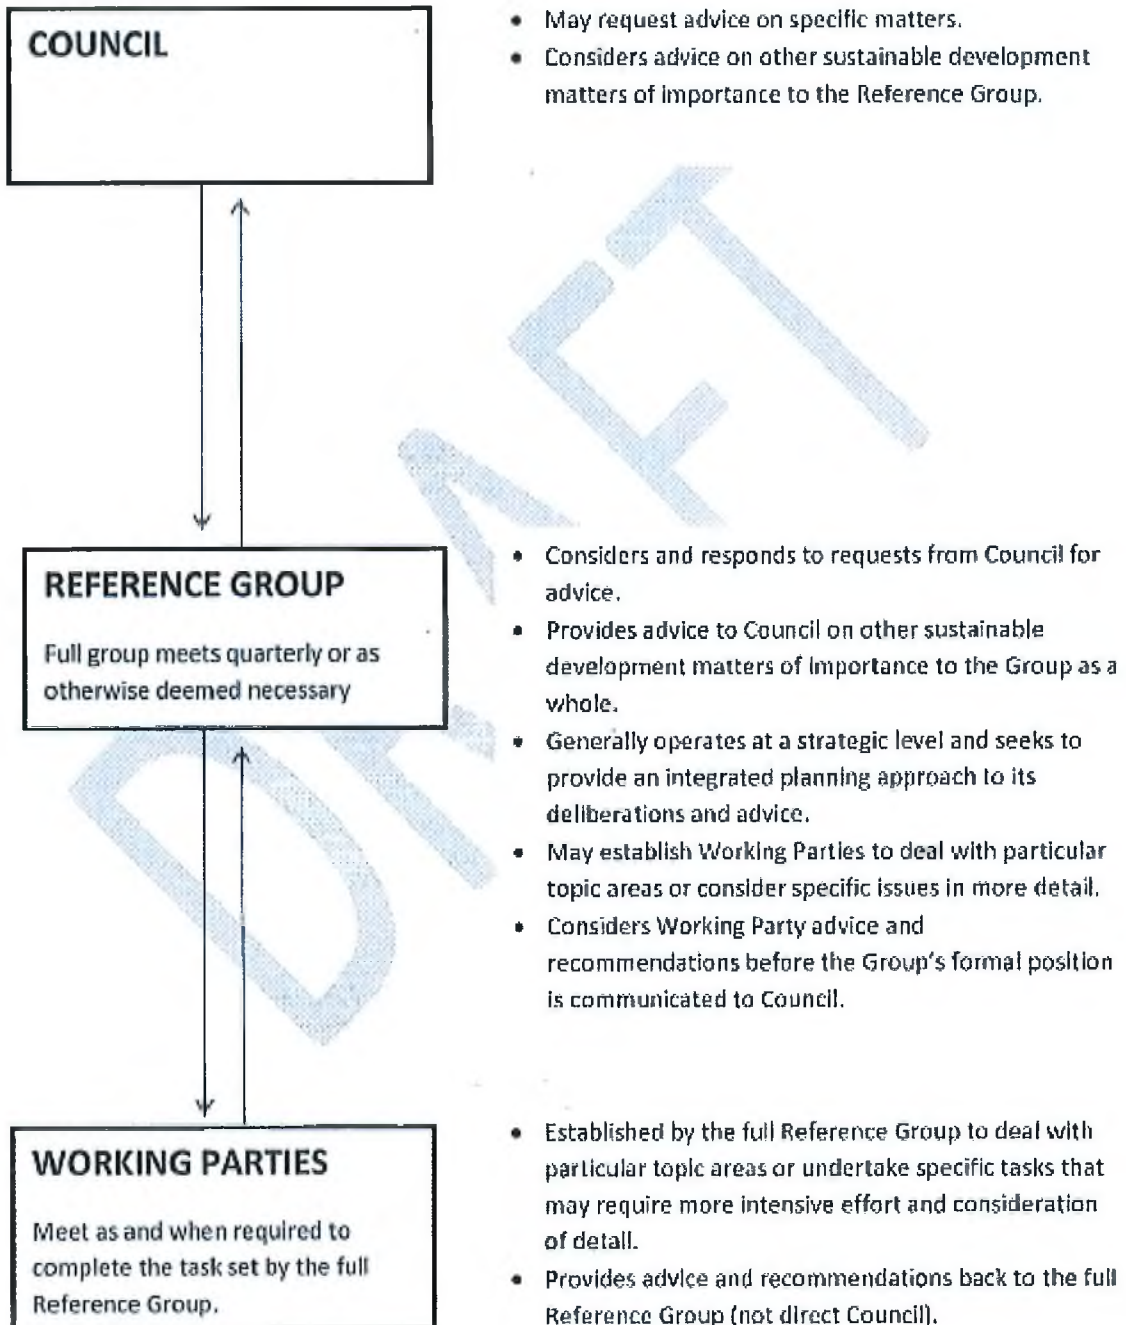 COUNCIL
• May request advice on specific matters.
• Considers advice on other sustainable development
matters of importance to the Reference Group.
DRAFT
REFERENCE GROUP
Full group meets quarterly or as
otherwise deemed necessary
• Considers and responds to requests from Council for
advice.
• Provides advice to Council on other sustainable
development matters of importance to the Group as a
whole.
• Generally operates at a strategic level and seeks to
provide an integrated planning approach to its
deliberations and advice.
• May establish Working Parties to deal with particular
topic areas or consider specific issues in more detail.
• Considers Working Party advice and
recommendations before the Group's formal position
is communicated to Council.
WORKING PARTIES
Meet as and when required to
complete the task set by the full
Reference Group.
• Established by the full Reference Group to deal with
particular topic areas or undertake specific tasks that
may require more intensive effort and consideration
of detail.
• Provides advice and recommendations back to the full
Reference Group (not direct Council).